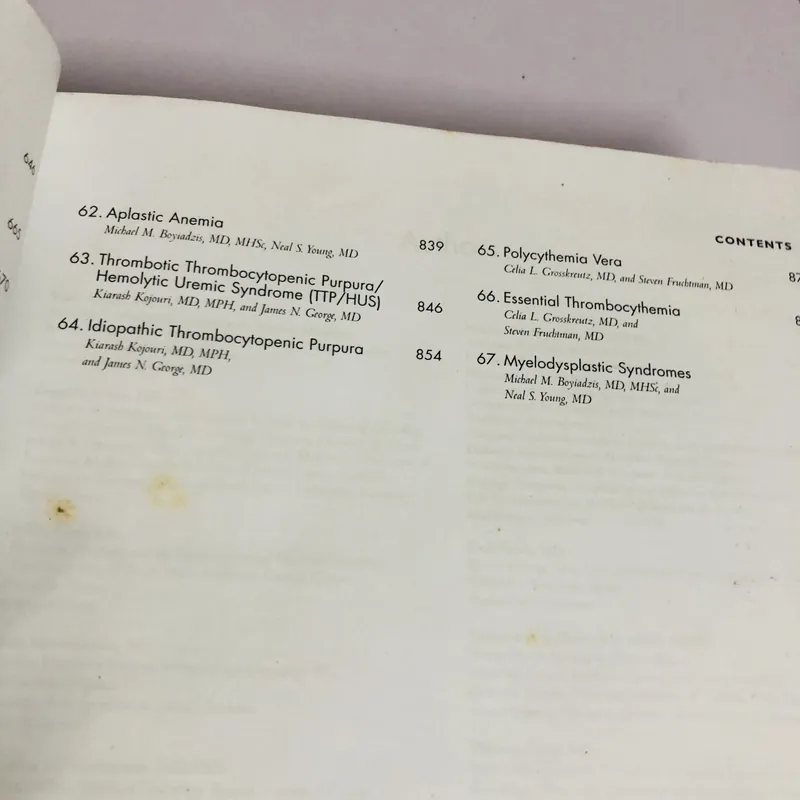 646
665
CONTENTS
62. Aplastic Anemia 839
Michael M. Boyiadzis, MD, MHSc, Neal S. Young, MD
63. Thrombotic Thrombocytopenic Purpura/
Hemolytic Uremic Syndrome (TTP/HUS) 846
Kiarash Kojouri, MD, MPH, and James N. George, MD
64. Idiopathic Thrombocytopenic Purpura 854
Kiarash Kojouri, MD, MPH,
and James N. George, MD
65. Polycythemia Vera
Celia L. Grosskreutz, MD, and Steven Fruchtman, MD
66. Essential Thrombocythemia
Celia L. Grosskreutz, MD, and
Steven Fruchtman, MD
67. Myelodysplastic Syndromes
Michael M. Boyiadzis, MD, MHSc, and
Neal S. Young, MD